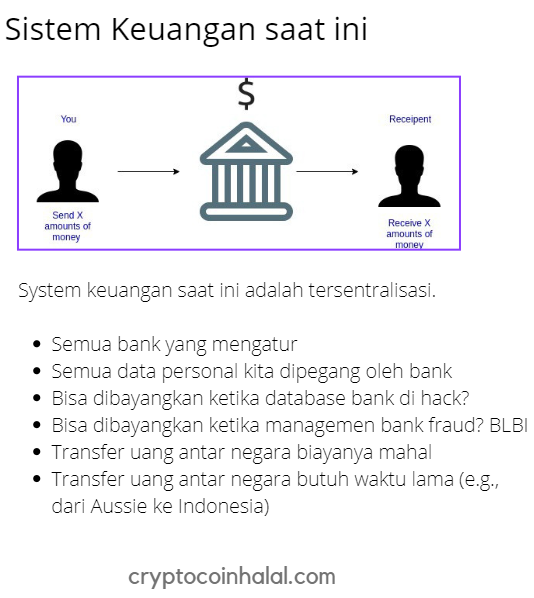 Sistem Keuangan saat ini
$
You
Receipent
Send X
amounts of
money
Receive X
amounts of
money
System keuangan saat ini adalah tersentralisasi.
• Semua bank yang mengatur
• Semua data personal kita dipegang oleh bank
• Bisa dibayangkan ketika database bank di hack?
• Bisa dibayangkan ketika managemen bank fraud? BLBI
• Transfer uang antar negara biayanya mahal
• Transfer uang antar negara butuh waktu lama (e.g.,
dari Aussie ke Indonesia)
cryptocoinhalal.com